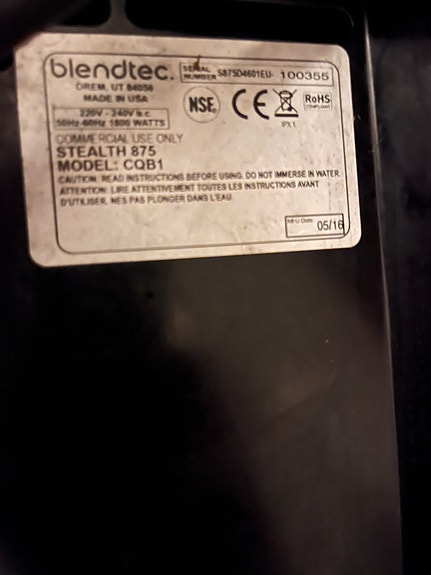 blendtec.
SERIAL NUMBER S875D4601EU- 100355
OREM, UT 84058
MADE IN USA
220V - 240V a.c.
50Hz-60Hz 1800 WATTS
NSF. CE RoHS
COMPLIANT
IPX1
COMMERCIAL USE ONLY
STEALTH 875
MODEL: CQB1
CAUTION: READ INSTRUCTIONS BEFORE USING. DO NOT IMMERSE IN WATER.
ATTENTION: LIRE ATTENTIVEMENT TOUTES LES INSTRUCTIONS AVANT
D'UTILISER. NES PAS PLONGER DANS L'EAU.
MFG Date
05/16